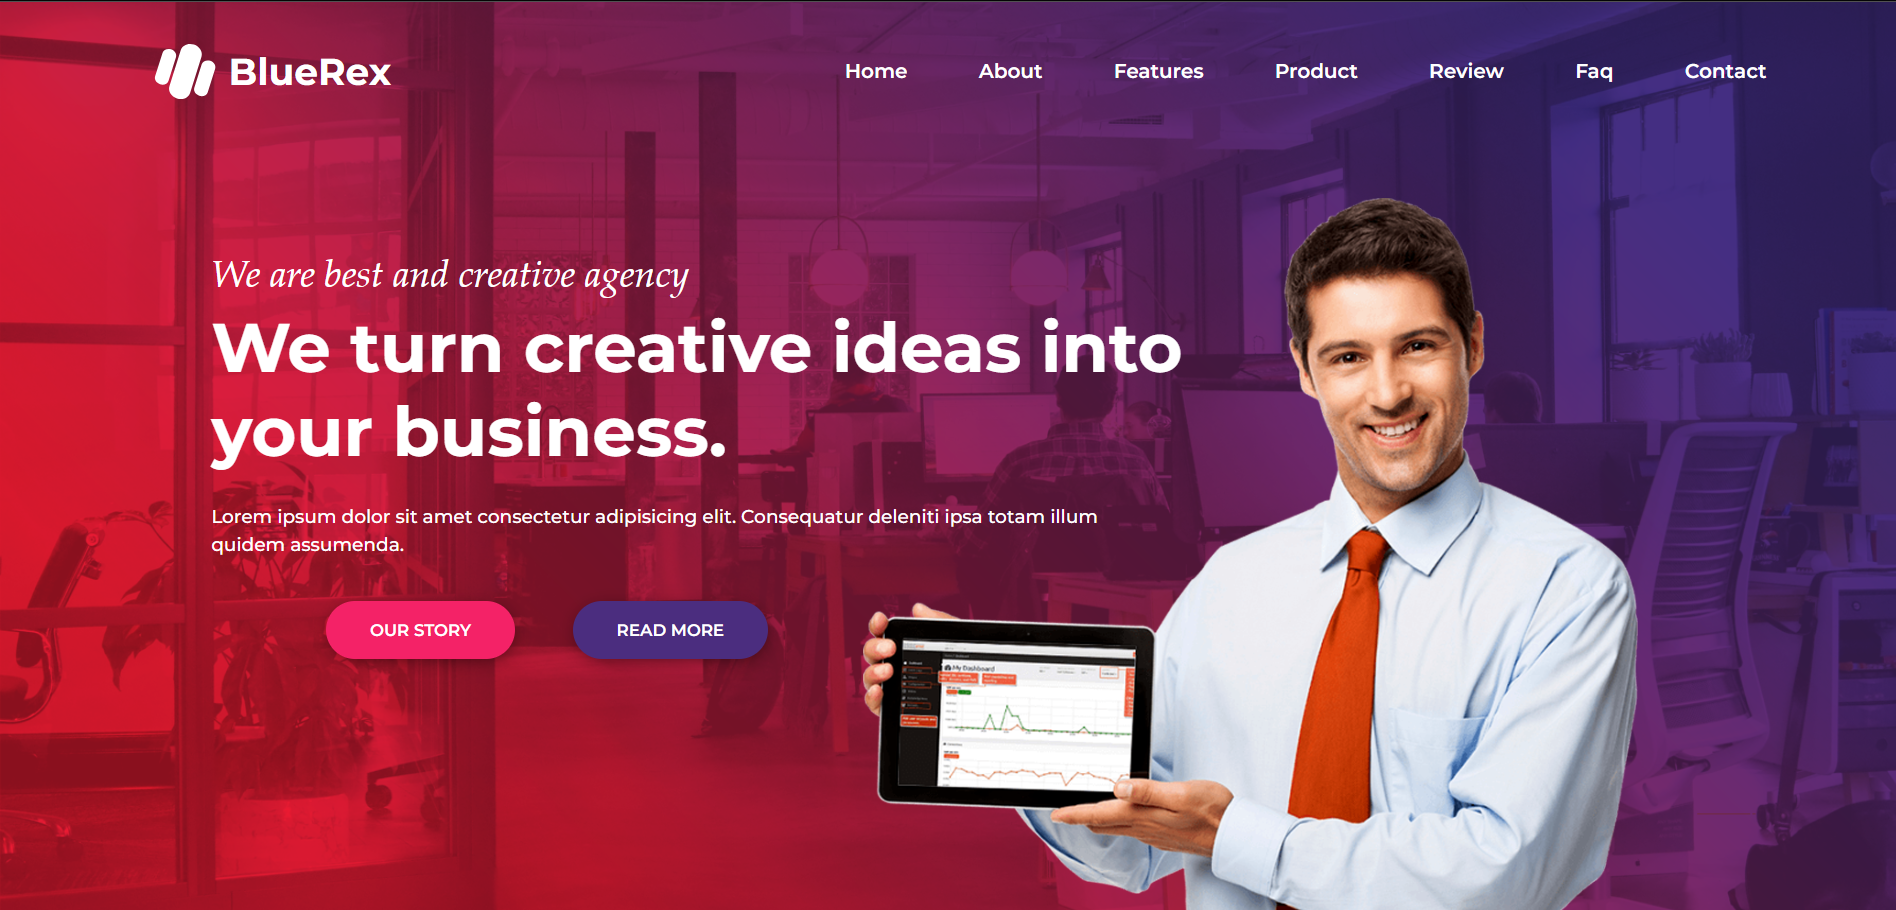 BlueRex
Home About Features Product Review Faq Contact
We are best and creative agency
We turn creative ideas into
your business.
Lorem ipsum dolor sit amet consectetur adipisicing elit. Consequatur deleniti ipsa totam illum
quidem assumenda.
OUR STORY READ MORE
My Dashboard